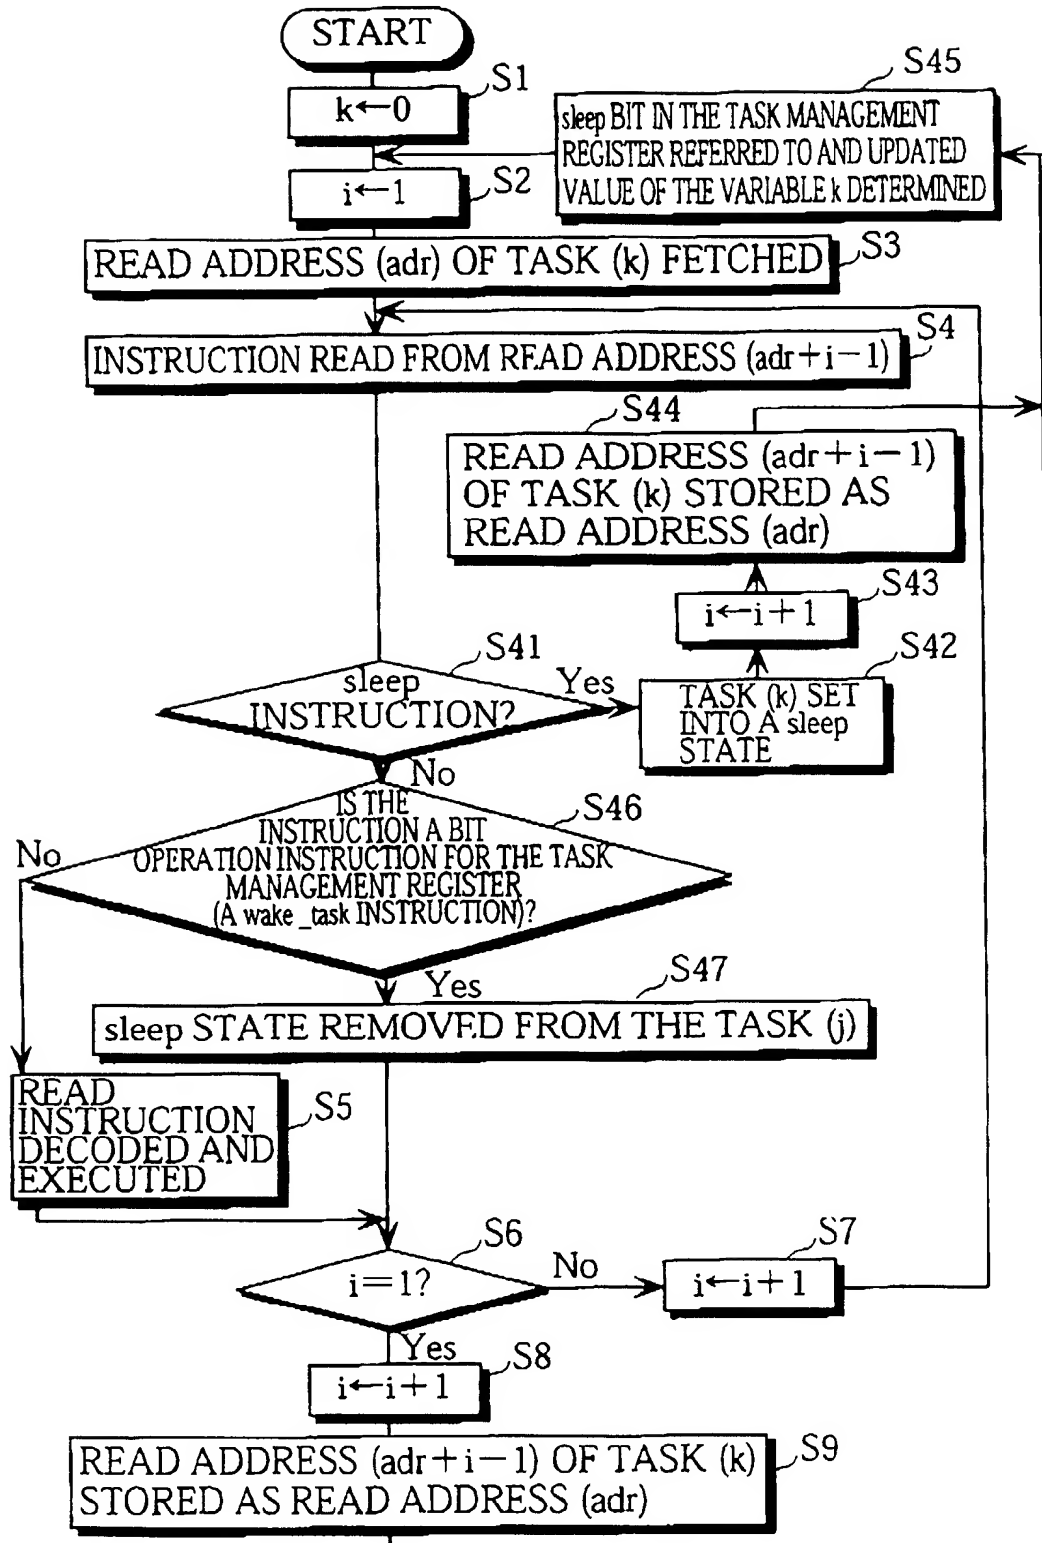 START
S1
k←0
S45
sleep BIT IN THE TASK MANAGEMENT
REGISTER REFERRED TO AND UPDATED
VALUE OF THE VARIABLE k DETERMINED
S2
i←1
S3
READ ADDRESS (adr) OF TASK (k) FETCHED
S4
INSTRUCTION READ FROM READ ADDRESS (adr+i−1)
S44
READ ADDRESS (adr+i−1)
OF TASK (k) STORED AS
READ ADDRESS (adr)
S43
i←i+1
S41
sleep
INSTRUCTION?
Yes
S42
TASK (k) SET
INTO A sleep
STATE
No
S46
IS THE
INSTRUCTION A BIT
OPERATION INSTRUCTION FOR THE TASK
MANAGEMENT REGISTER
(A wake_task INSTRUCTION)?
No
Yes
S47
sleep STATE REMOVED FROM THE TASK (j)
READ
INSTRUCTION
DECODED AND
EXECUTED
S5
S6
i=1?
No
S7
i←i+1
Yes
S8
i←i+1
S9
READ ADDRESS (adr+i−1) OF TASK (k)
STORED AS READ ADDRESS (adr)